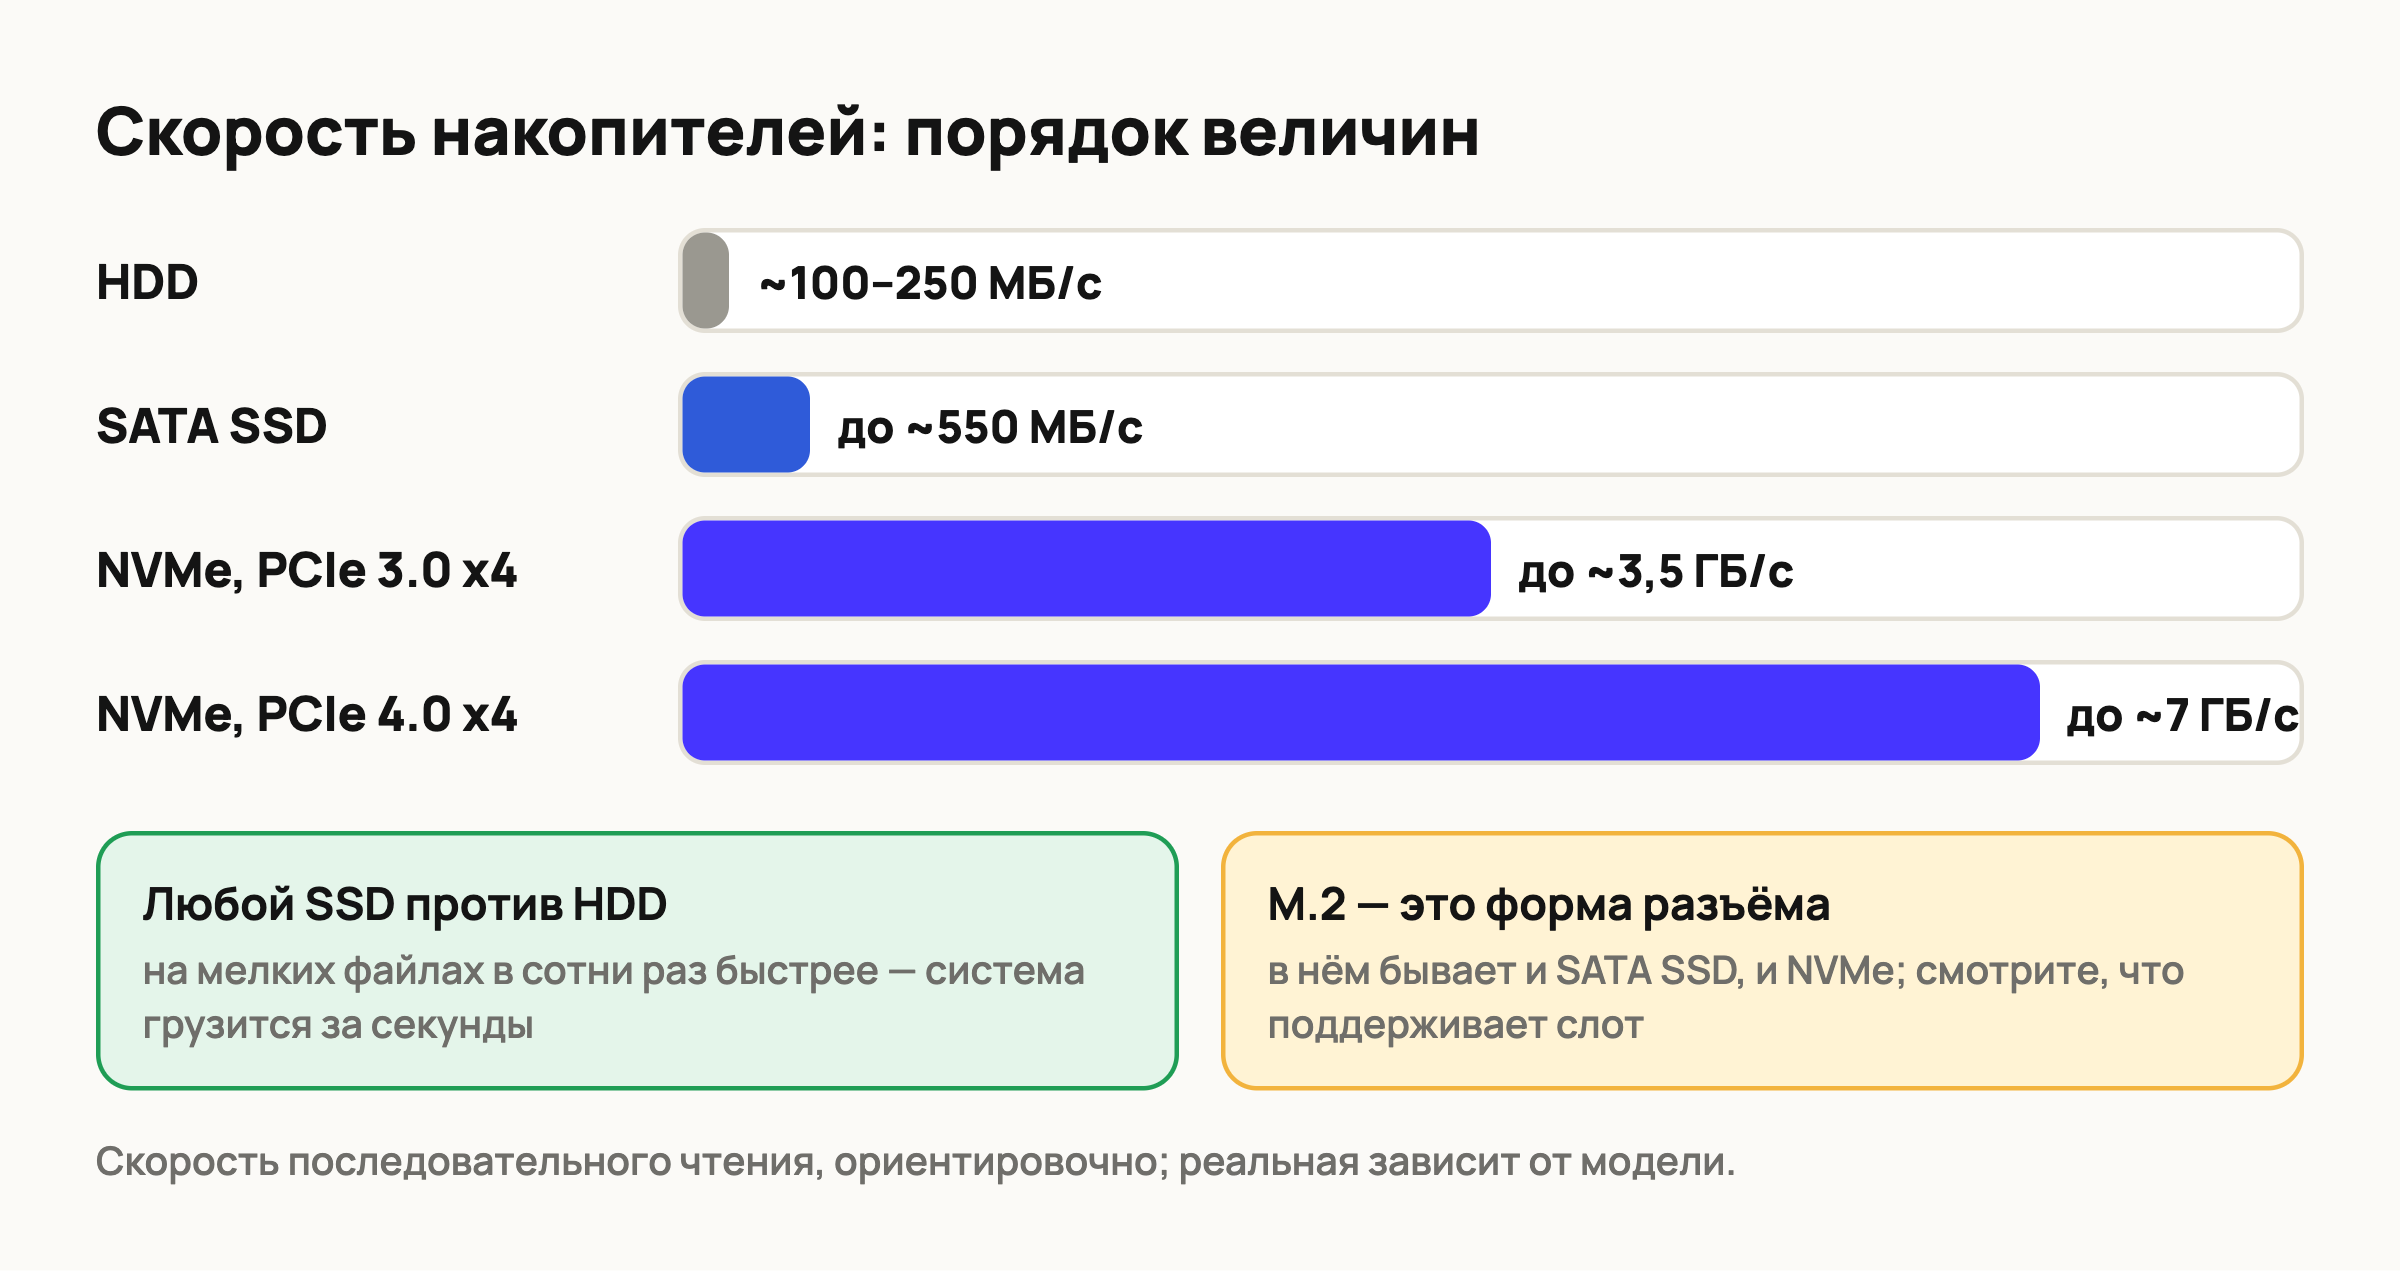 Скорость накопителей: порядок величин
HDD
~100–250 МБ/с
SATA SSD
до ~550 МБ/с
NVMe, PCIe 3.0 x4
до ~3,5 ГБ/с
NVMe, PCIe 4.0 x4
до ~7 ГБ/с
Любой SSD против HDD
на мелких файлах в сотни раз быстрее — система
грузится за секунды
M.2 — это форма разъёма
в нём бывает и SATA SSD, и NVMe; смотрите, что
поддерживает слот
Скорость последовательного чтения, ориентировочно; реальная зависит от модели.